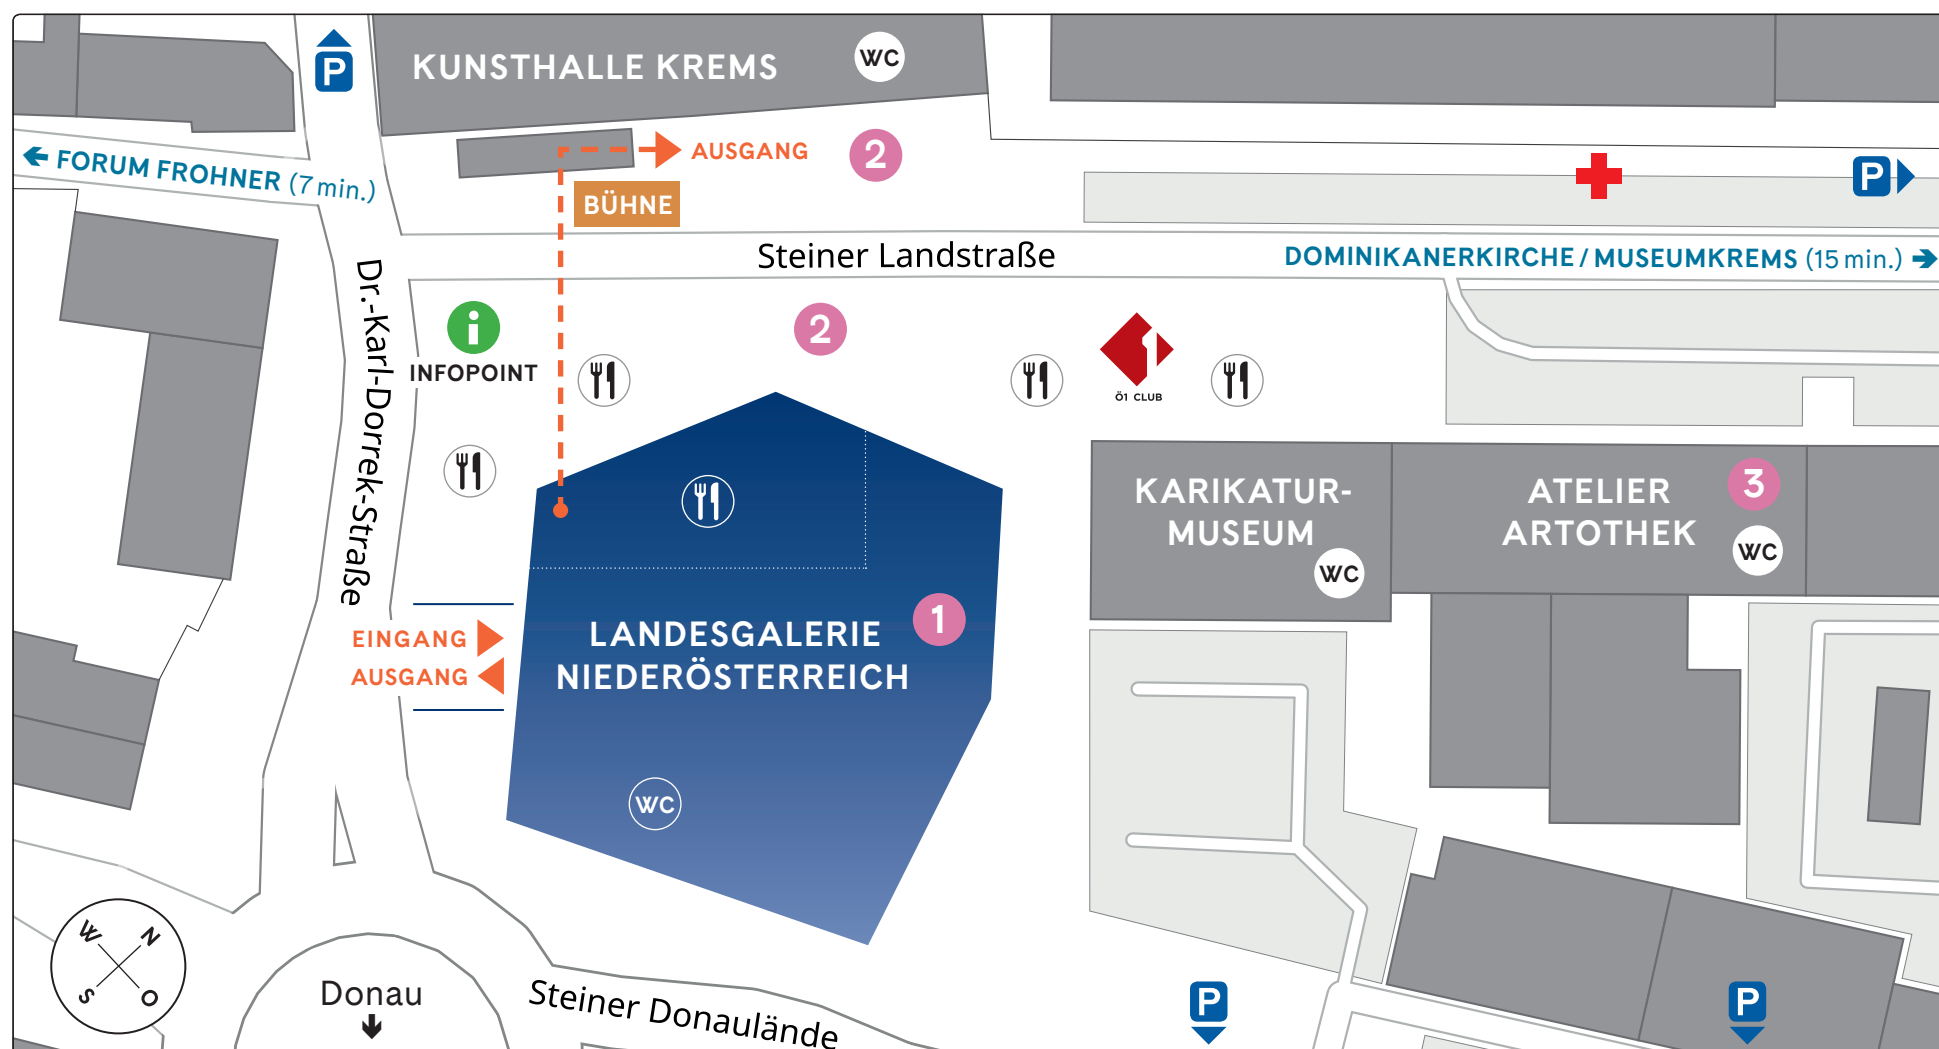 P
KUNSTHALLE KREMS
WC
FORUM FROHNER (7 min.)
AUSGANG
2
BÜHNE
P
Steiner Landstraße
DOMINIKANERKIRCHE / MUSEUMKREMS (15 min.)
Dr.-Karl-Dorrek-Straße
i
INFOPOINT
2
1
Ö1 CLUB
KARIKATUR-
MUSEUM
WC
ATELIER
ARTOTHEK
3
WC
EINGANG
AUSGANG
LANDESGALERIE
NIEDERÖSTERREICH
1
WC
W
N
S
O
Donau
Steiner Donaulände
P
P